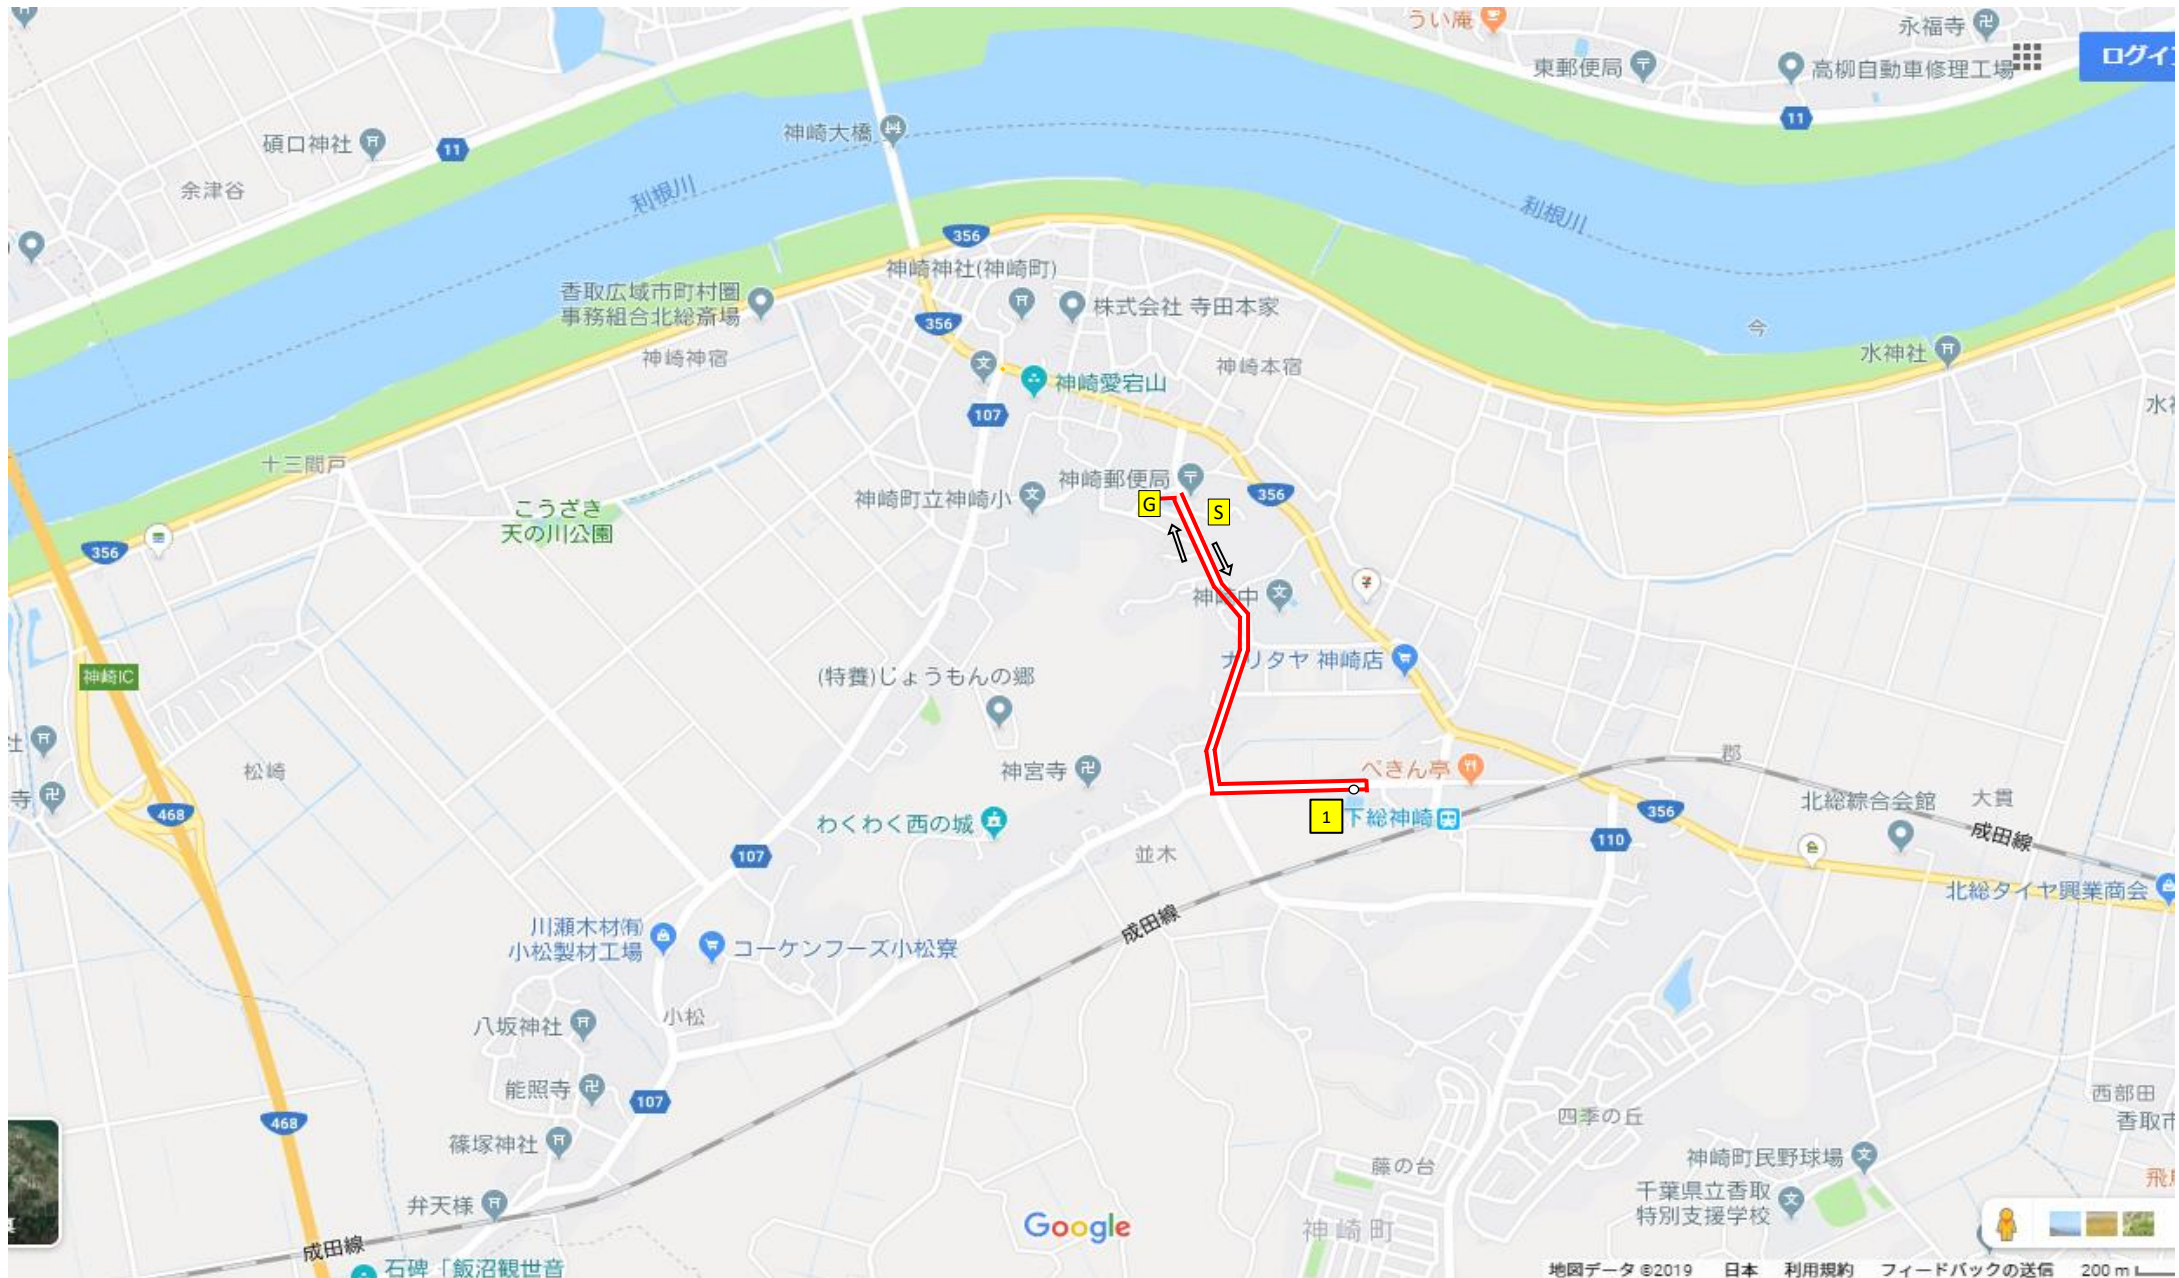 うい庵
永福寺
東郵便局
高柳自動車修理工場
11
神崎大橋
碩口神社
11
余津谷
利根川
利根川
356
神崎神社(神崎町)
香取広域市町村圏
事務組合北総斎場
株式会社 寺田本家
356
今
水神社
神崎神宿
神崎本宿
神崎愛宕山
107
十三間戸
神崎郵便局
神崎町立神崎小
356
G
S
こうざき
天の川公園
356
神崎中
ナリタヤ 神崎店
神崎IC
(特養)じょうもんの郷
松崎
神宮寺
ぺきん亭
郡
468
わくわく西の城
1
下総神崎
356
北総綜合会館
大貫
成田線
110
107
並木
北総タイヤ興業商会
川瀬木材㈲
小松製材工場
コーケンフーズ小松寮
成田線
八坂神社
小松
能照寺
107
468
西部田
香取市
四季の丘
篠塚神社
藤の台
神崎町民野球場
千葉県立香取
特別支援学校
弁天様
Google
神崎町
成田線
石碑「飯沼観世音
地図データ ©2019 日本 利用規約 フィードバックの送信 200 m